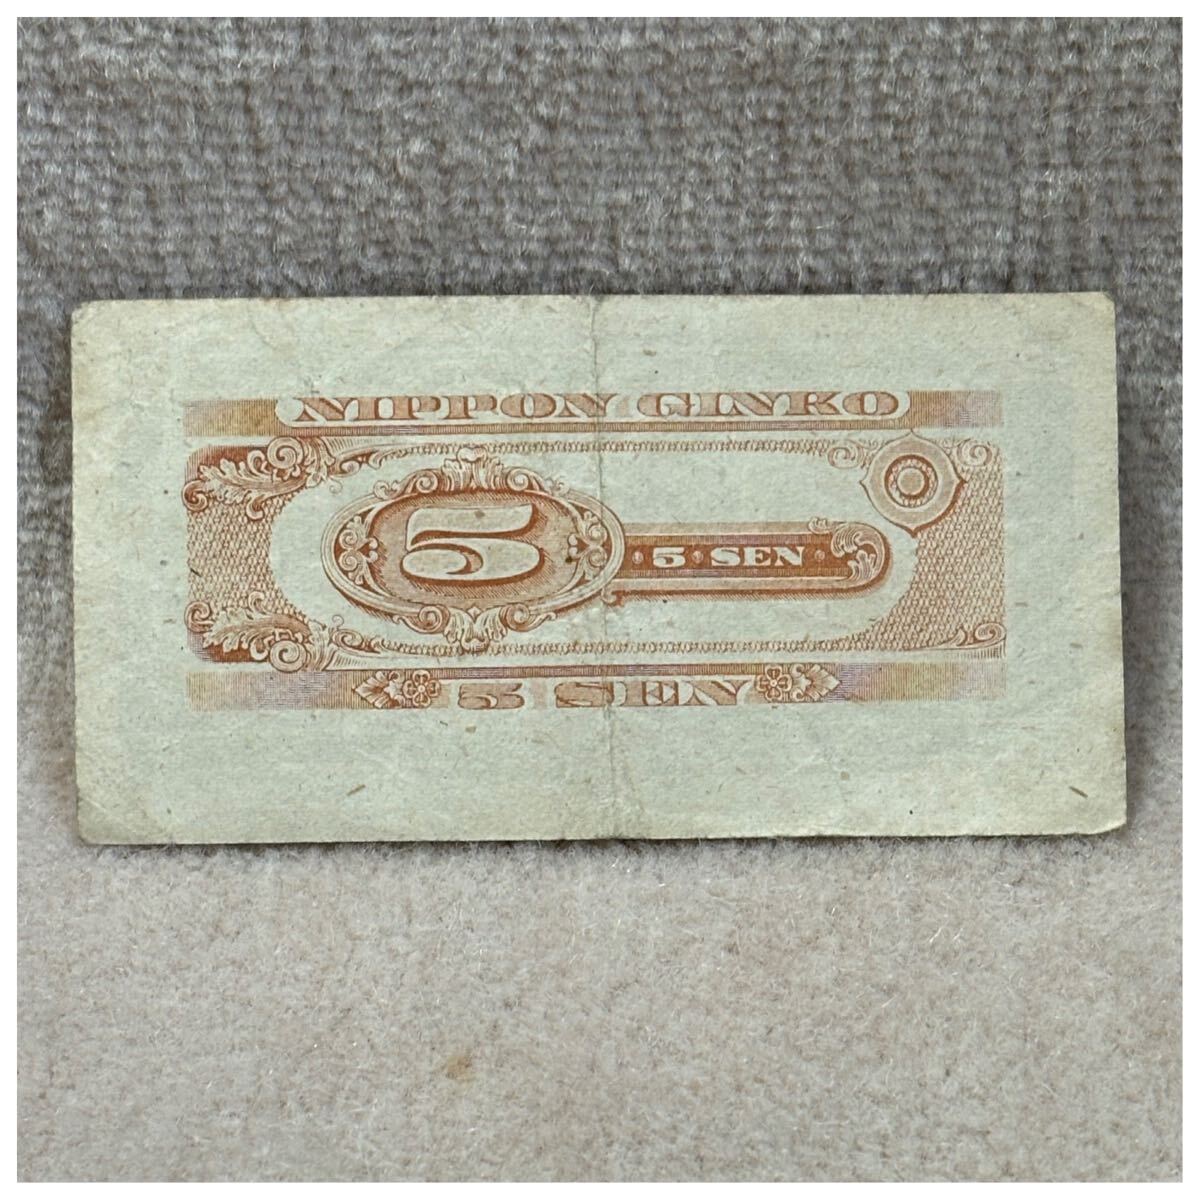 NIPPON GINKO
5
· 5 · SEN ·
5 SEN